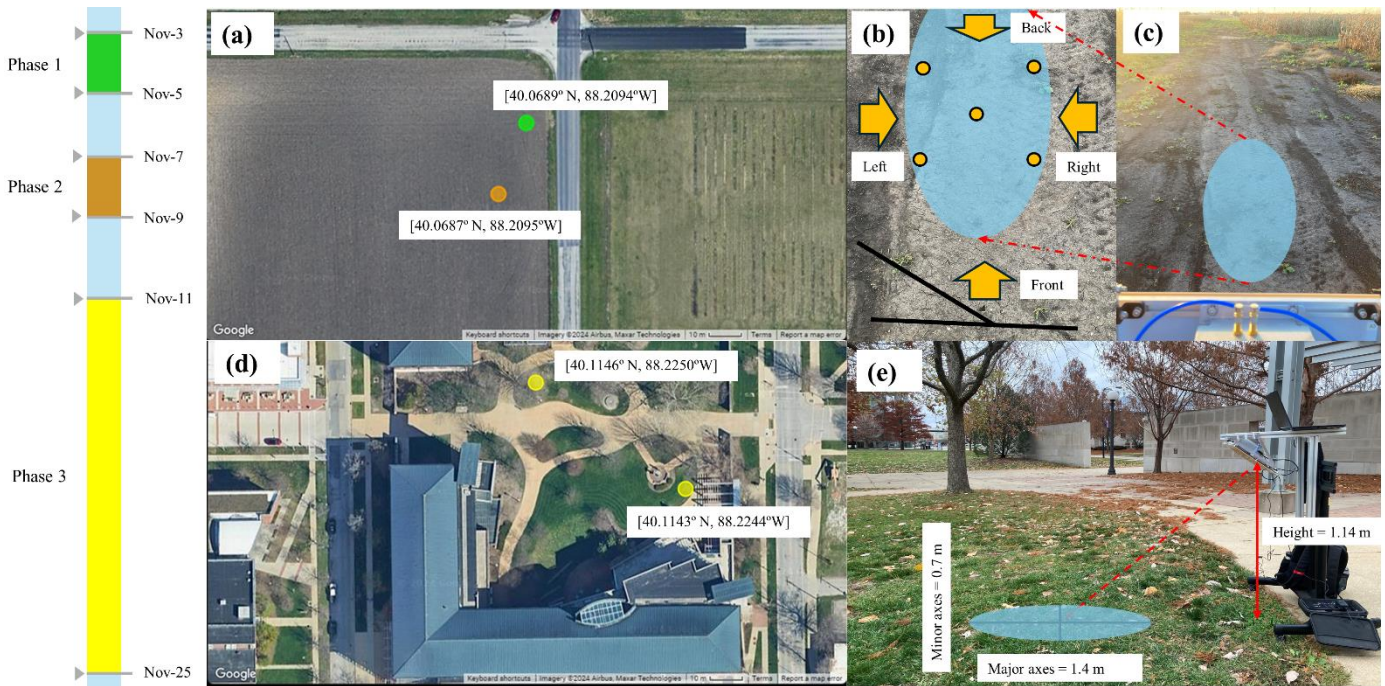 Nov-3
Phase 1
Nov-5
Nov-7
Phase 2
Nov-9
Nov-11
Phase 3
Nov-25
(a)
[40.0689º N, 88.2094ºW]
[40.0687º N, 88.2095ºW]
Google
Keyboard shortcuts
Imagery ©2024 Airbus, Maxar Technologies
10 m
Terms
Report a map error
(b)
Back
Left
Right
Front
(c)
(d)
[40.1146º N, 88.2250ºW]
[40.1143º N, 88.2244ºW]
Google
Keyboard shortcuts
Imagery ©2024 Airbus, Maxar Technologies
10 m
Terms
Report a map error
(e)
Height = 1.14 m
Minor axes = 0.7 m
Major axes = 1.4 m